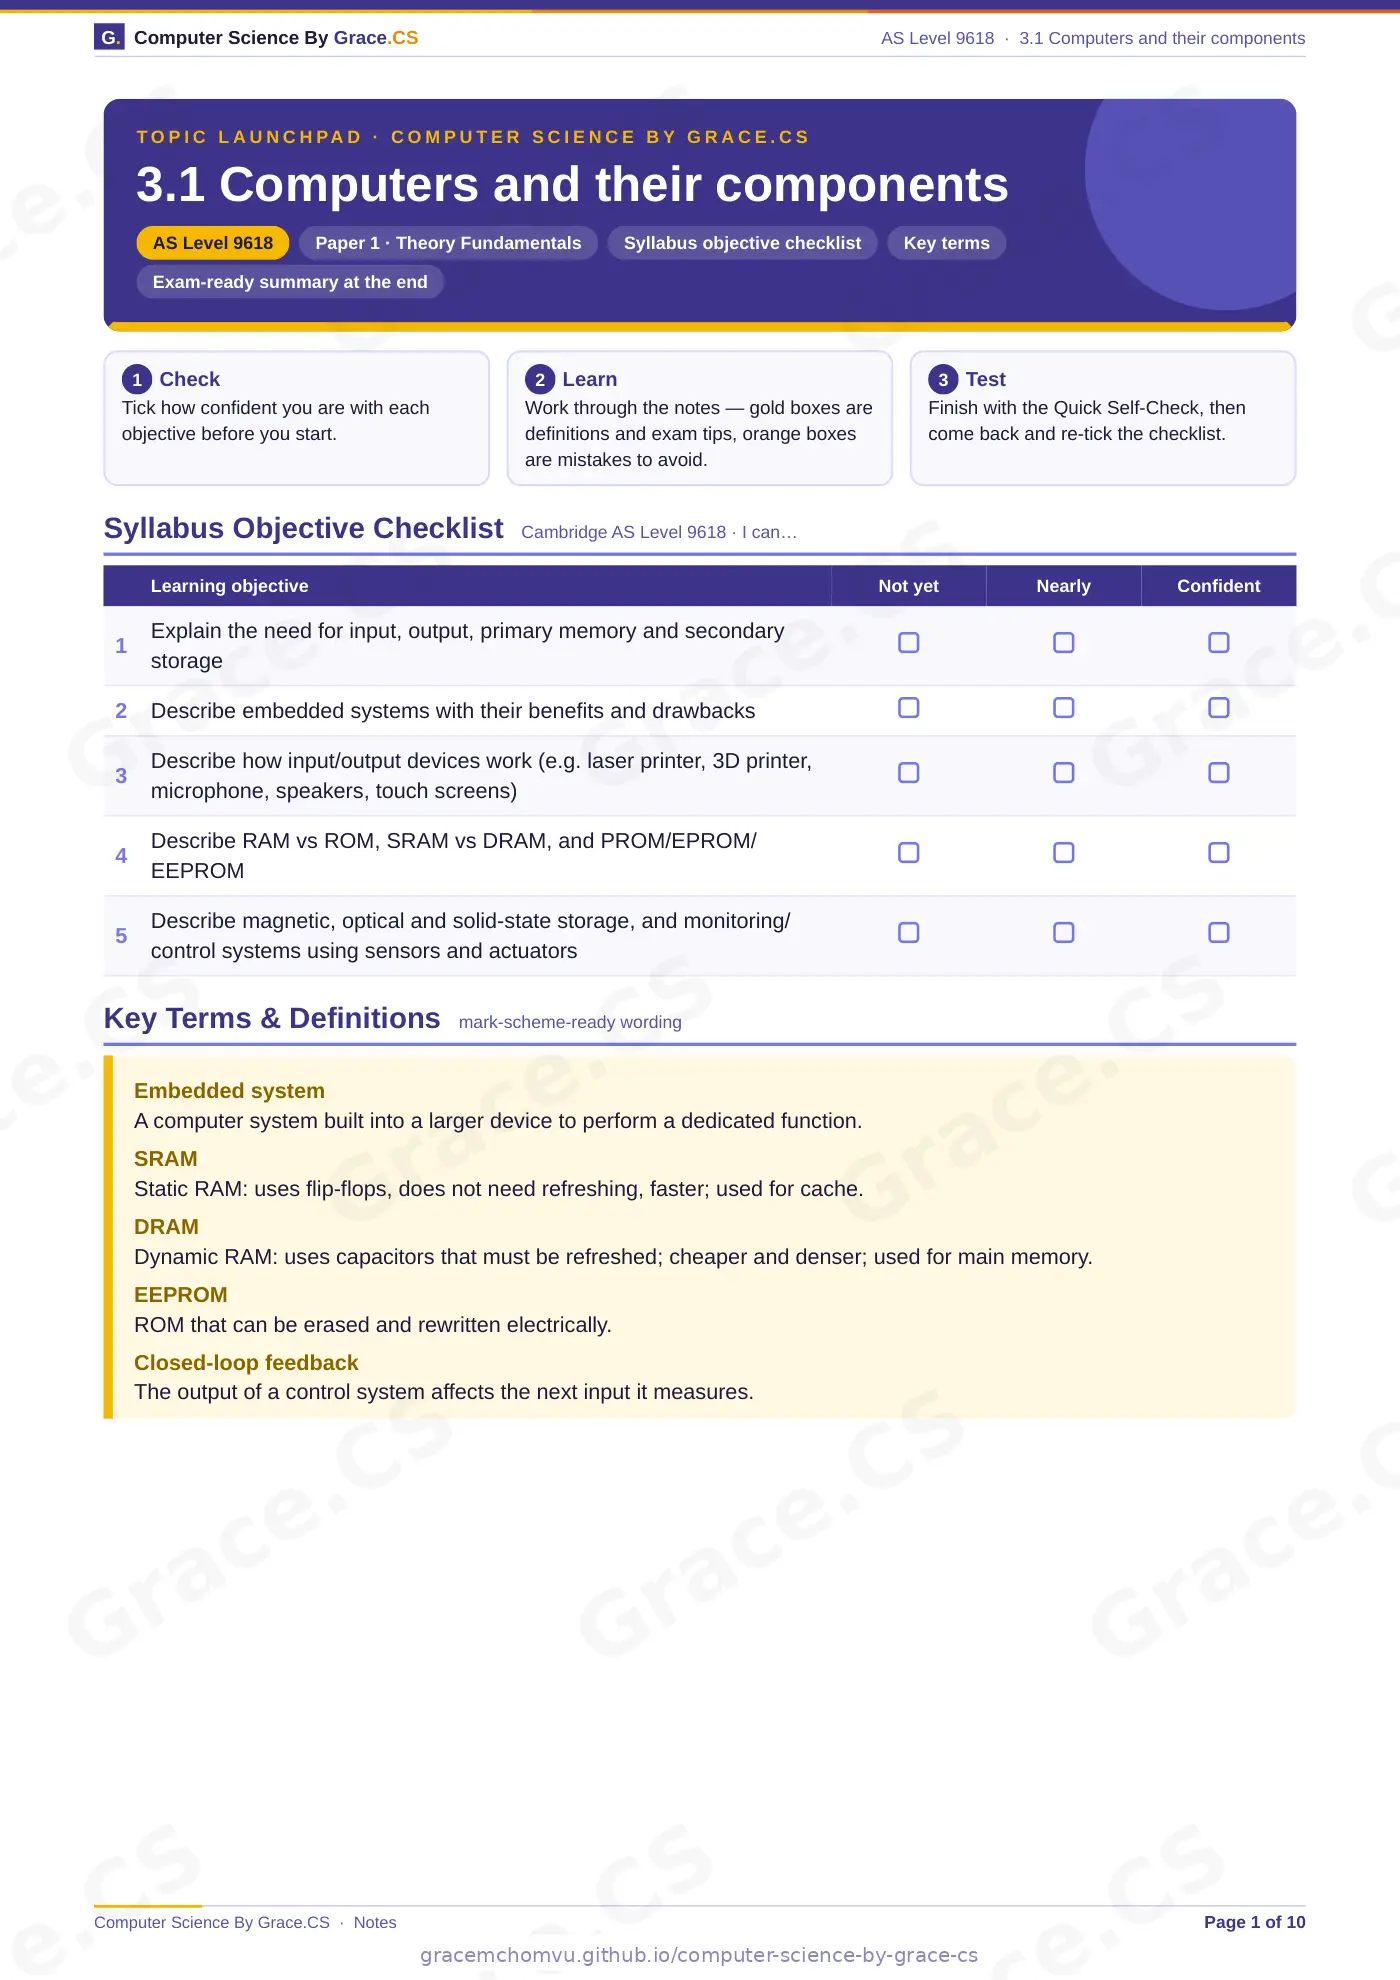 G. Computer Science By Grace.CS
AS Level 9618 · 3.1 Computers and their components
TOPIC LAUNCHPAD · COMPUTER SCIENCE BY GRACE.CS
3.1 Computers and their components
AS Level 9618
Paper 1 · Theory Fundamentals
Syllabus objective checklist
Key terms
Exam-ready summary at the end
1 Check
Tick how confident you are with each
objective before you start.
2 Learn
Work through the notes — gold boxes are
definitions and exam tips, orange boxes
are mistakes to avoid.
3 Test
Finish with the Quick Self-Check, then
come back and re-tick the checklist.
Syllabus Objective Checklist Cambridge AS Level 9618 · I can…
Learning objective Not yet Nearly Confident
1 Explain the need for input, output, primary memory and secondary
storage
2 Describe embedded systems with their benefits and drawbacks
3 Describe how input/output devices work (e.g. laser printer, 3D printer,
microphone, speakers, touch screens)
4 Describe RAM vs ROM, SRAM vs DRAM, and PROM/EPROM/
EEPROM
5 Describe magnetic, optical and solid-state storage, and monitoring/
control systems using sensors and actuators
Key Terms & Definitions mark-scheme-ready wording
Embedded system
A computer system built into a larger device to perform a dedicated function.
SRAM
Static RAM: uses flip-flops, does not need refreshing, faster; used for cache.
DRAM
Dynamic RAM: uses capacitors that must be refreshed; cheaper and denser; used for main memory.
EEPROM
ROM that can be erased and rewritten electrically.
Closed-loop feedback
The output of a control system affects the next input it measures.
Computer Science By Grace.CS · Notes
Page 1 of 10
gracemchomvu.github.io/computer-science-by-grace-cs